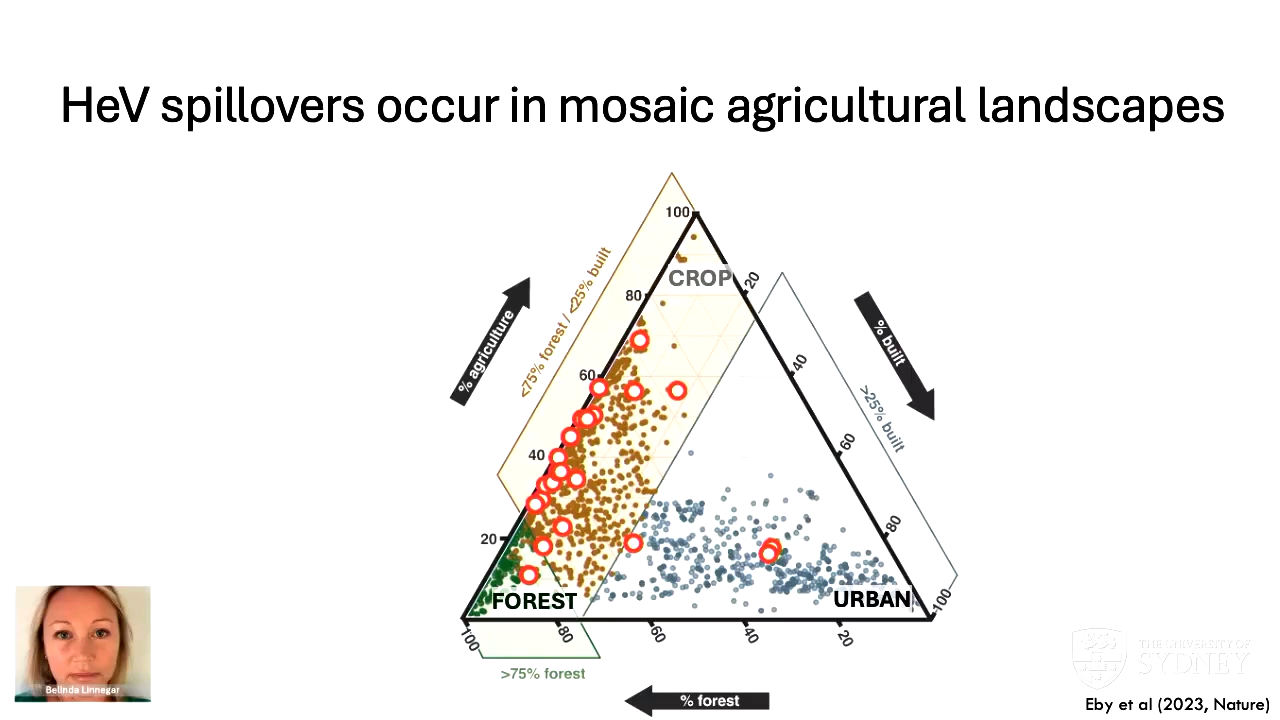 HeV spillovers occur in mosaic agricultural landscapes
100
CROP
20
80
<75% forest / <25% built
% agriculture
% built
40
60
>25% built
40
60
20
80
FOREST
URBAN
100
100
80
60
40
20
>75% forest
% forest
Belinda Linnegar
THE UNIVERSITY OF
SYDNEY
Eby et al (2023, Nature)